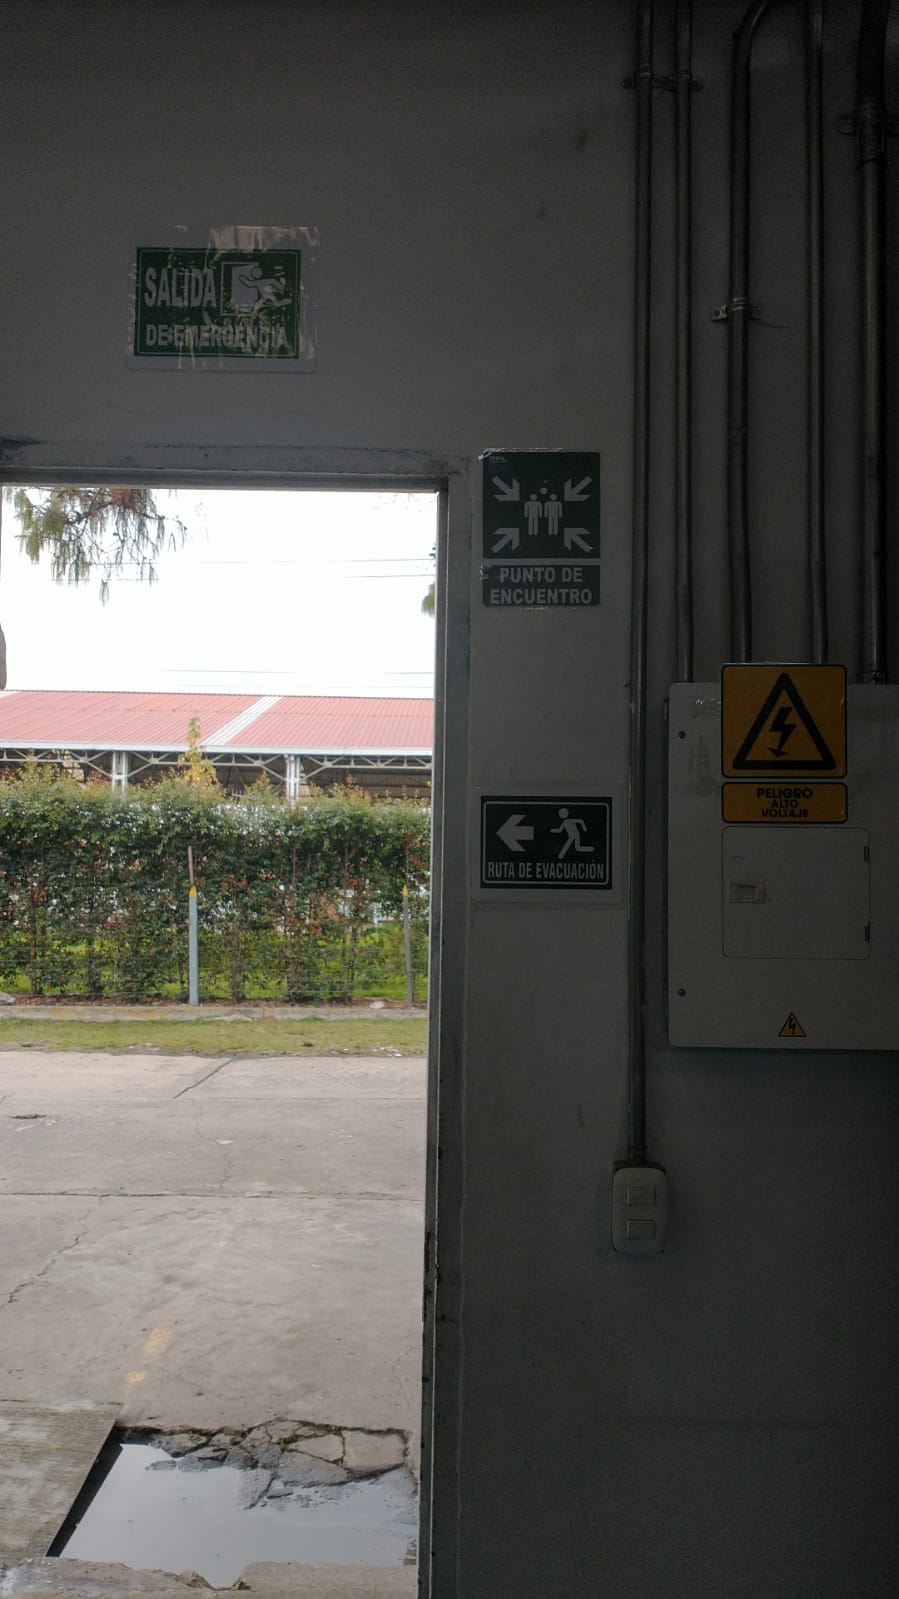 SALIDA
DE EMERGENCIA
PUNTO DE
ENCUENTRO
RUTA DE EVACUACIÓN
PELIGRO
ALTO
VOLTAJE